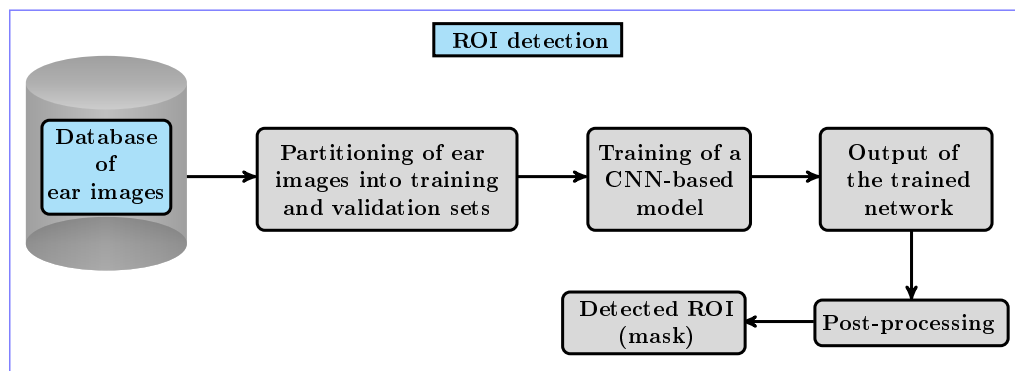 ROI detection
Database
of
ear images
Partitioning of ear
images into training
and validation sets
Training of a
CNN-based
model
Output of
the trained
network
Post-processing
Detected ROI
(mask)